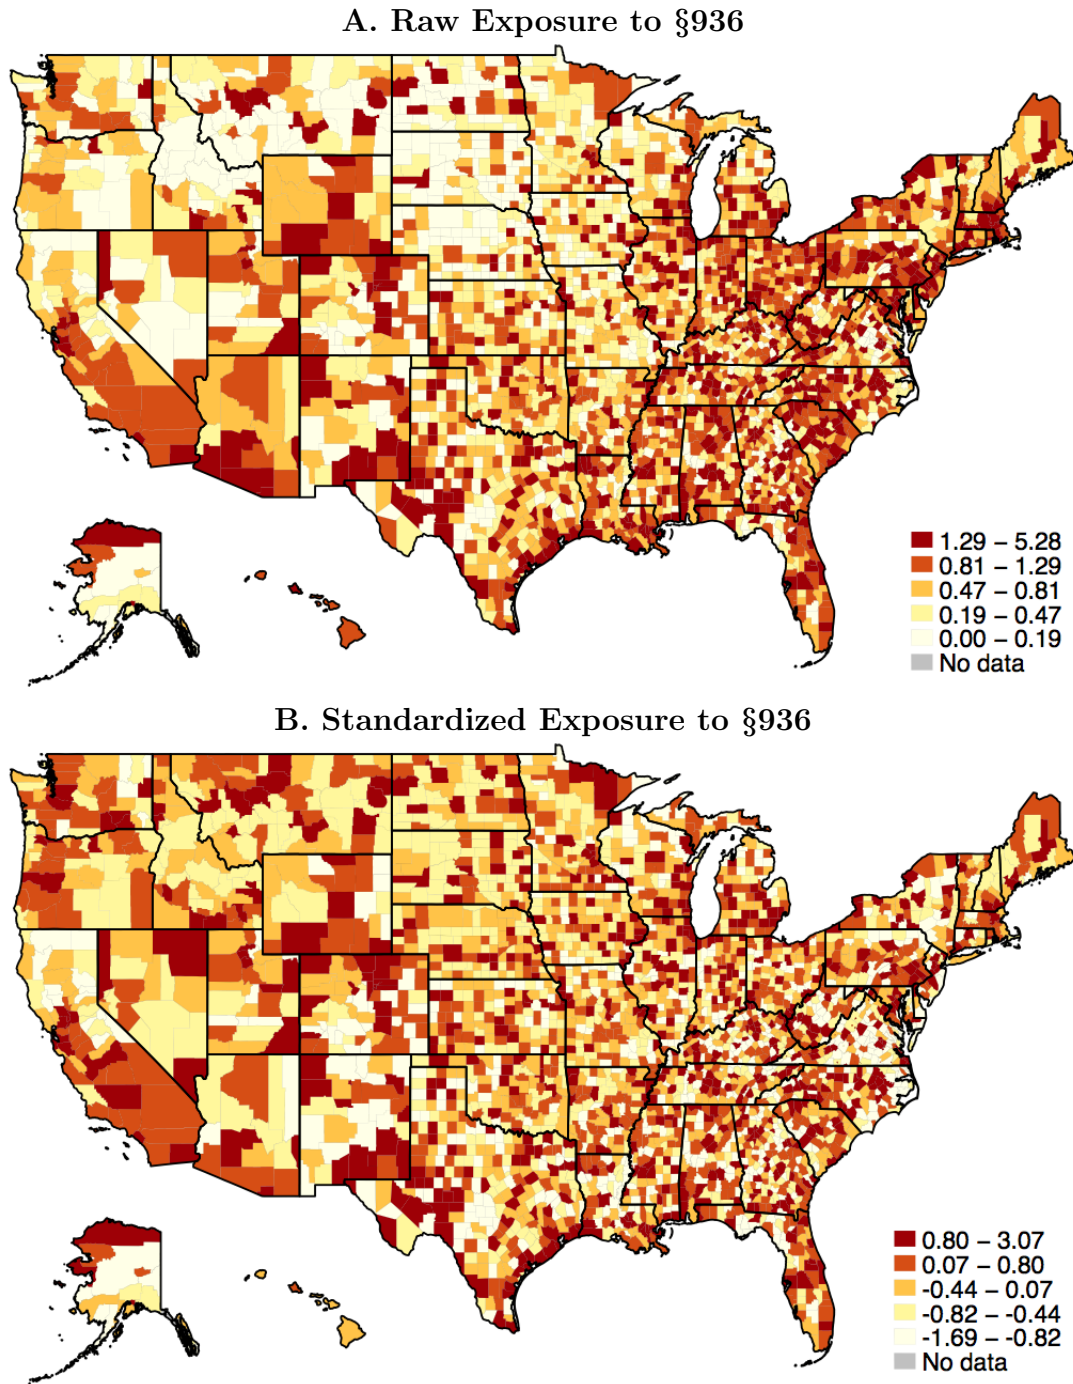 A. Raw Exposure to §936
1.29 – 5.28
0.81 – 1.29
0.47 – 0.81
0.19 – 0.47
0.00 – 0.19
No data
B. Standardized Exposure to §936
0.80 – 3.07
0.07 – 0.80
-0.44 – 0.07
-0.82 – -0.44
-1.69 – -0.82
No data